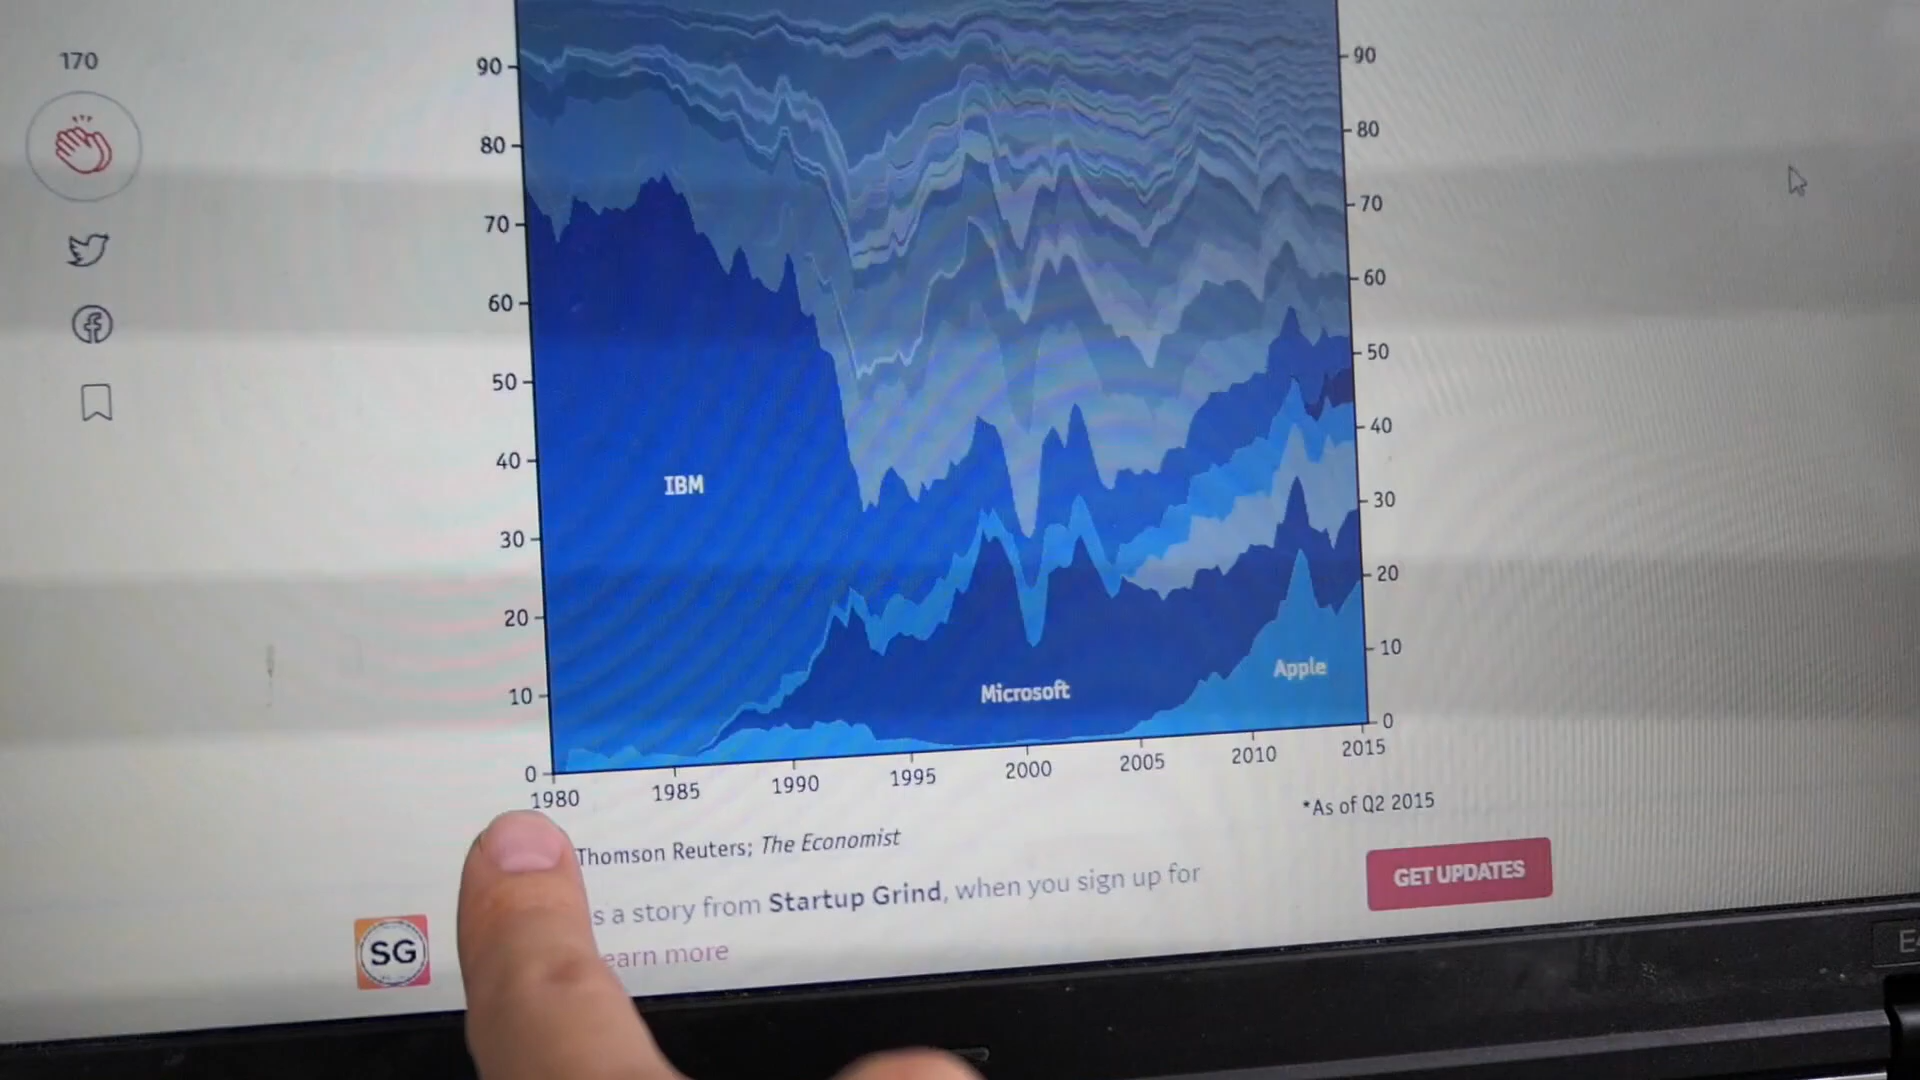 170
90
80
70
60
50
40
30
20
10
0
90
80
70
60
50
40
30
20
10
0
IBM
Microsoft
Apple
1980 1985 1990 1995 2000 2005 2010 2015
*As of Q2 2015
Thomson Reuters; The Economist
s a story from Startup Grind, when you sign up for
earn more
GET UPDATES
SG